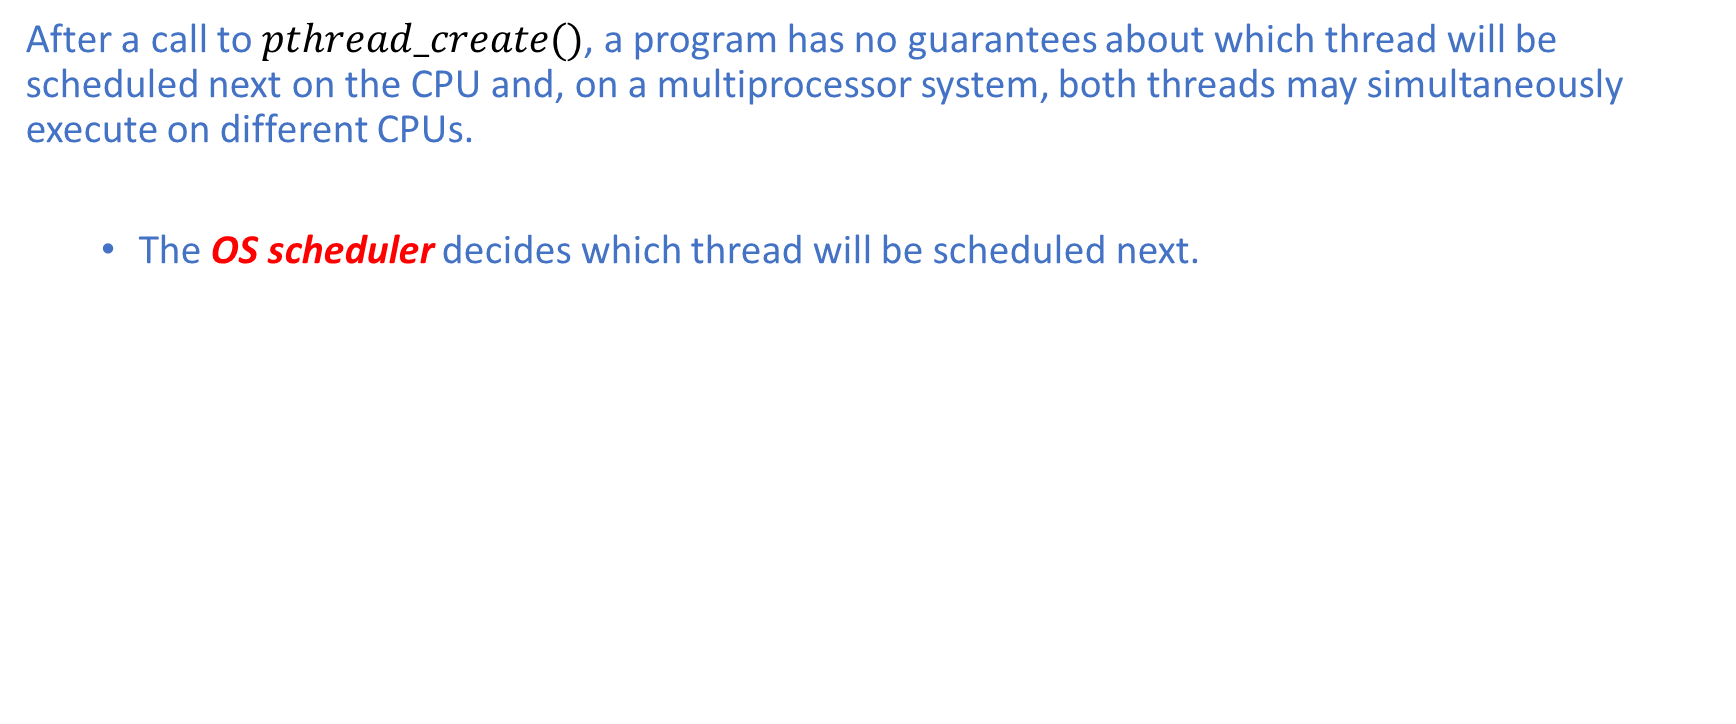 After a call to pthread_create(), a program has no guarantees about which thread will be
scheduled next on the CPU and, on a multiprocessor system, both threads may simultaneously
execute on different CPUs.
• The OS scheduler decides which thread will be scheduled next.